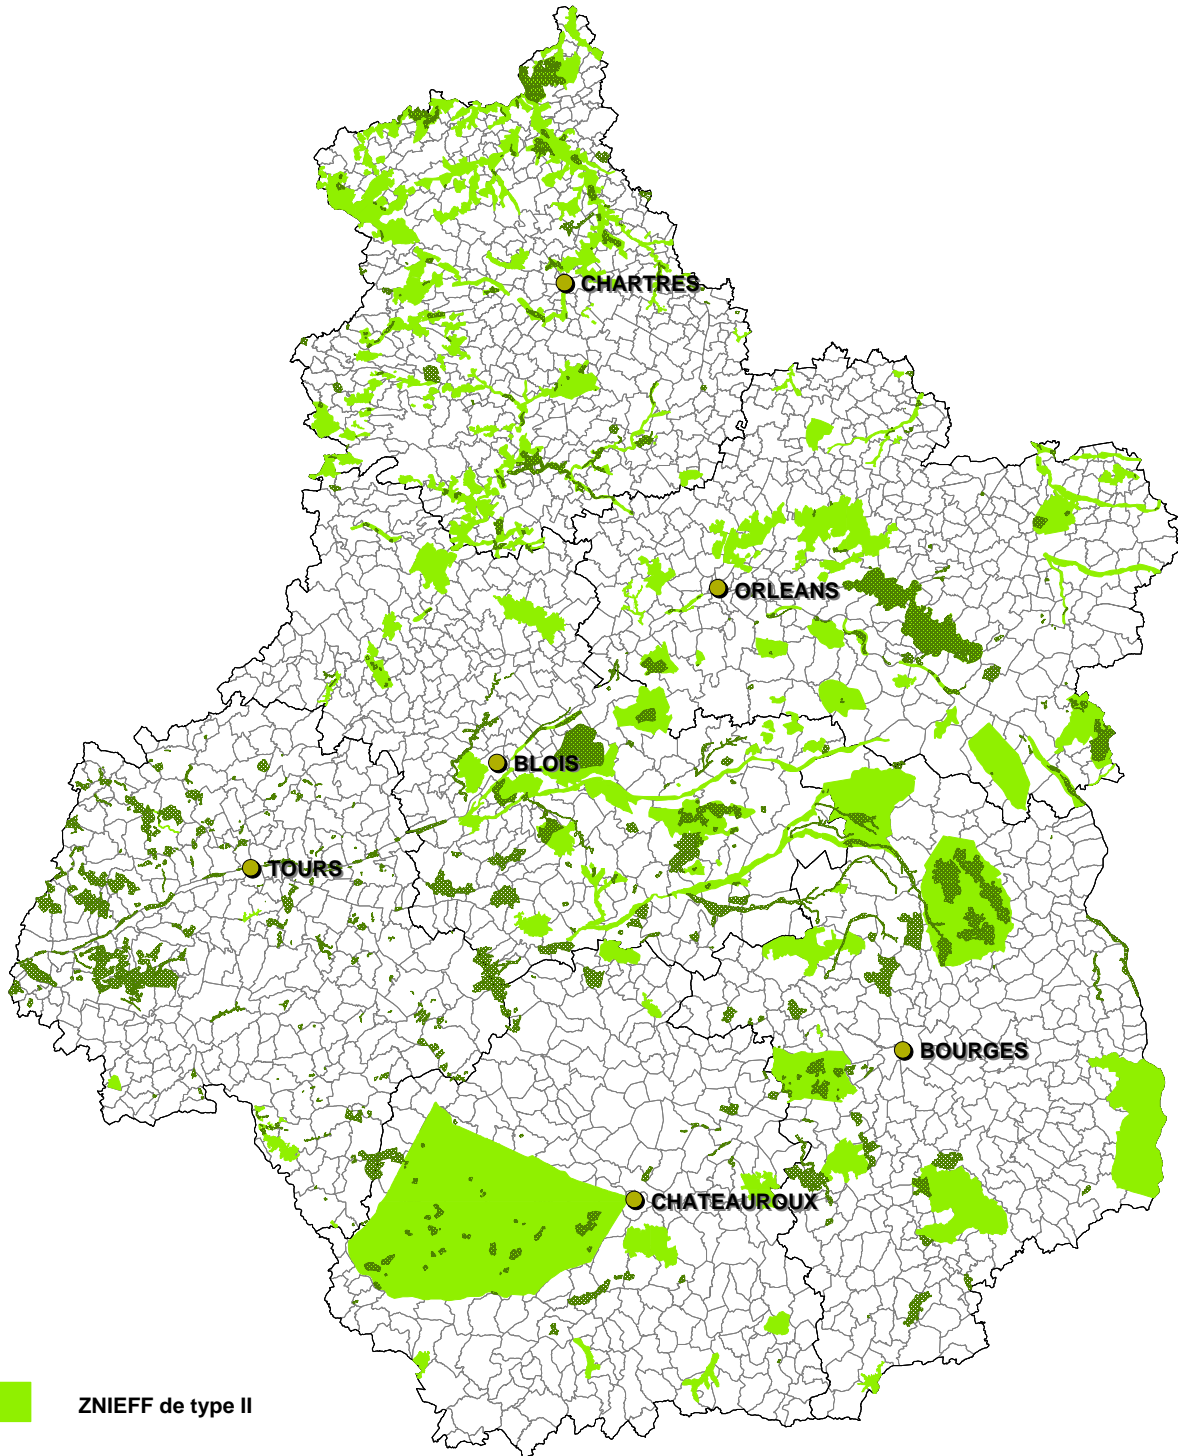 CHARTRES
ORLEANS
BLOIS
TOURS
BOURGES
CHATEAUROUX
ZNIEFF de type II